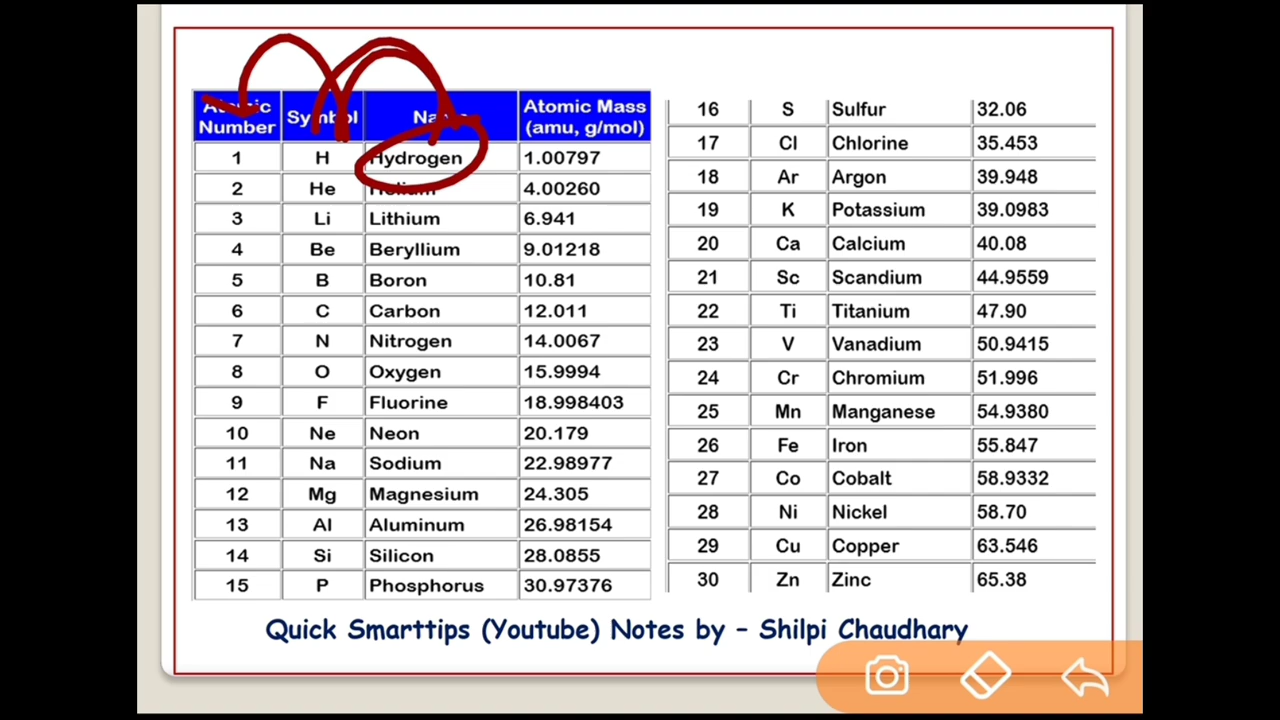 Atomic Number Symbol Name Atomic Mass (amu, g/mol)
1 H Hydrogen 1.00797
2 He Helium 4.00260
3 Li Lithium 6.941
4 Be Beryllium 9.01218
5 B Boron 10.81
6 C Carbon 12.011
7 N Nitrogen 14.0067
8 O Oxygen 15.9994
9 F Fluorine 18.998403
10 Ne Neon 20.179
11 Na Sodium 22.98977
12 Mg Magnesium 24.305
13 Al Aluminum 26.98154
14 Si Silicon 28.0855
15 P Phosphorus 30.97376
16 S Sulfur 32.06
17 Cl Chlorine 35.453
18 Ar Argon 39.948
19 K Potassium 39.0983
20 Ca Calcium 40.08
21 Sc Scandium 44.9559
22 Ti Titanium 47.90
23 V Vanadium 50.9415
24 Cr Chromium 51.996
25 Mn Manganese 54.9380
26 Fe Iron 55.847
27 Co Cobalt 58.9332
28 Ni Nickel 58.70
29 Cu Copper 63.546
30 Zn Zinc 65.38
Quick Smarttips (Youtube) Notes by – Shilpi Chaudhary